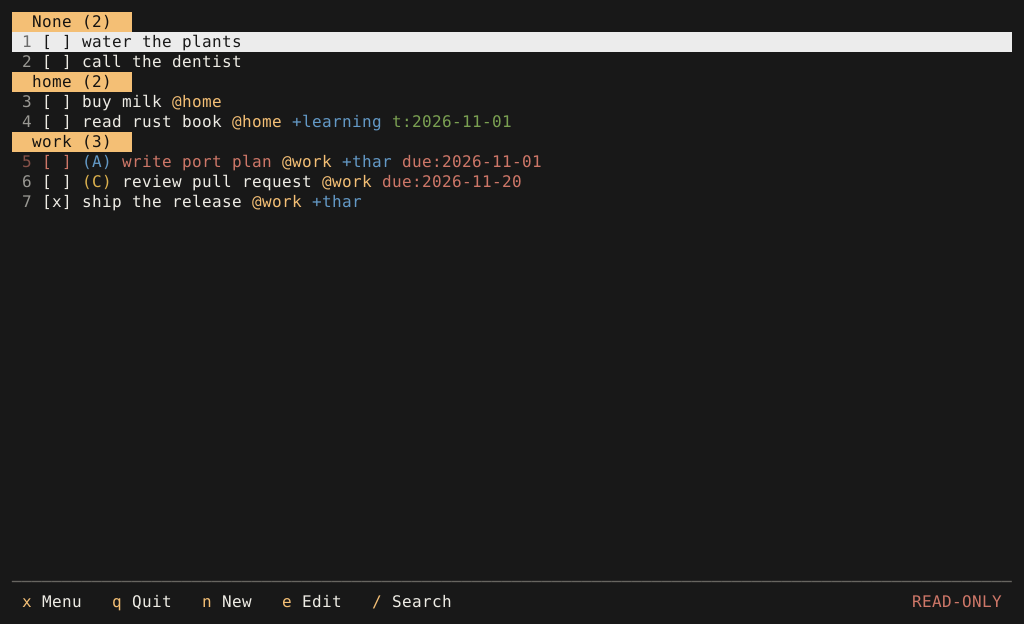 None (2)
1 [ ] water the plants
2 [ ] call the dentist
home (2)
3 [ ] buy milk @home
4 [ ] read rust book @home +learning t:2026-11-01
work (3)
5 [ ] (A) write port plan @work +thar due:2026-11-01
6 [ ] (C) review pull request @work due:2026-11-20
7 [x] ship the release @work +thar
x Menu q Quit n New e Edit / Search READ-ONLY